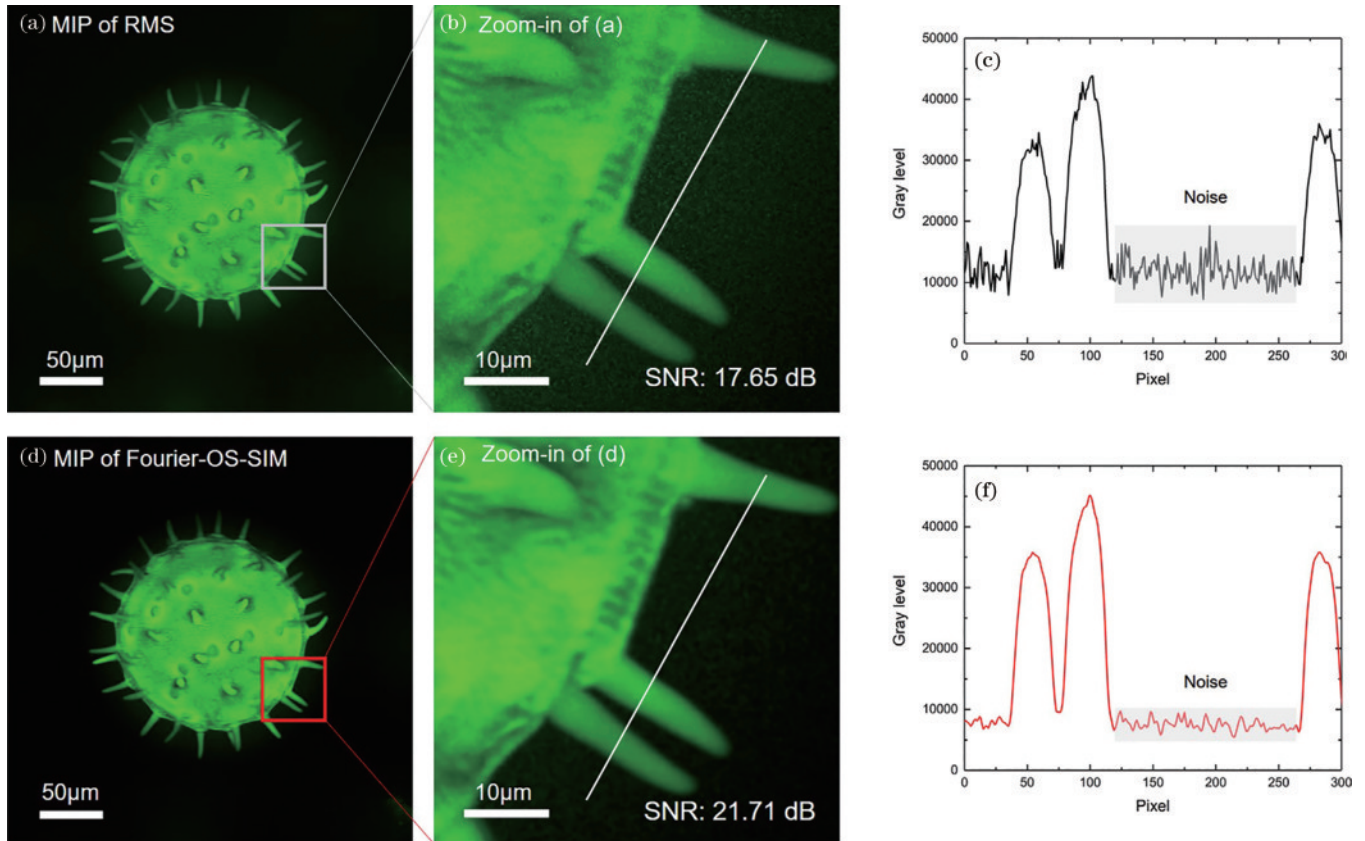 (a) MIP of RMS
50μm
(b) Zoom-in of (a)
10μm
SNR: 17.65 dB
(c)
50000
40000
30000
20000
10000
0
Gray level
Noise
0 50 100 150 200 250 300
Pixel
(d) MIP of Fourier-OS-SIM
50μm
(e) Zoom-in of (d)
10μm
SNR: 21.71 dB
(f)
50000
40000
30000
20000
10000
0
Gray level
Noise
0 50 100 150 200 250 300
Pixel